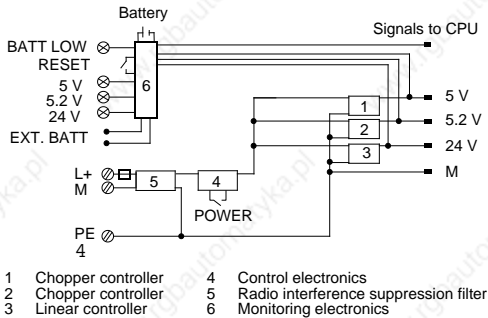 Battery
Signals to CPU
BATT LOW
RESET
5 V
5.2 V
24 V
EXT. BATT
6
1
2
3
5 V
5.2 V
24 V
M
L+
M
5
4
POWER
PE
4
1 Chopper controller 4 Control electronics
2 Chopper controller 5 Radio interference suppression filter
3 Linear controller 6 Monitoring electronics